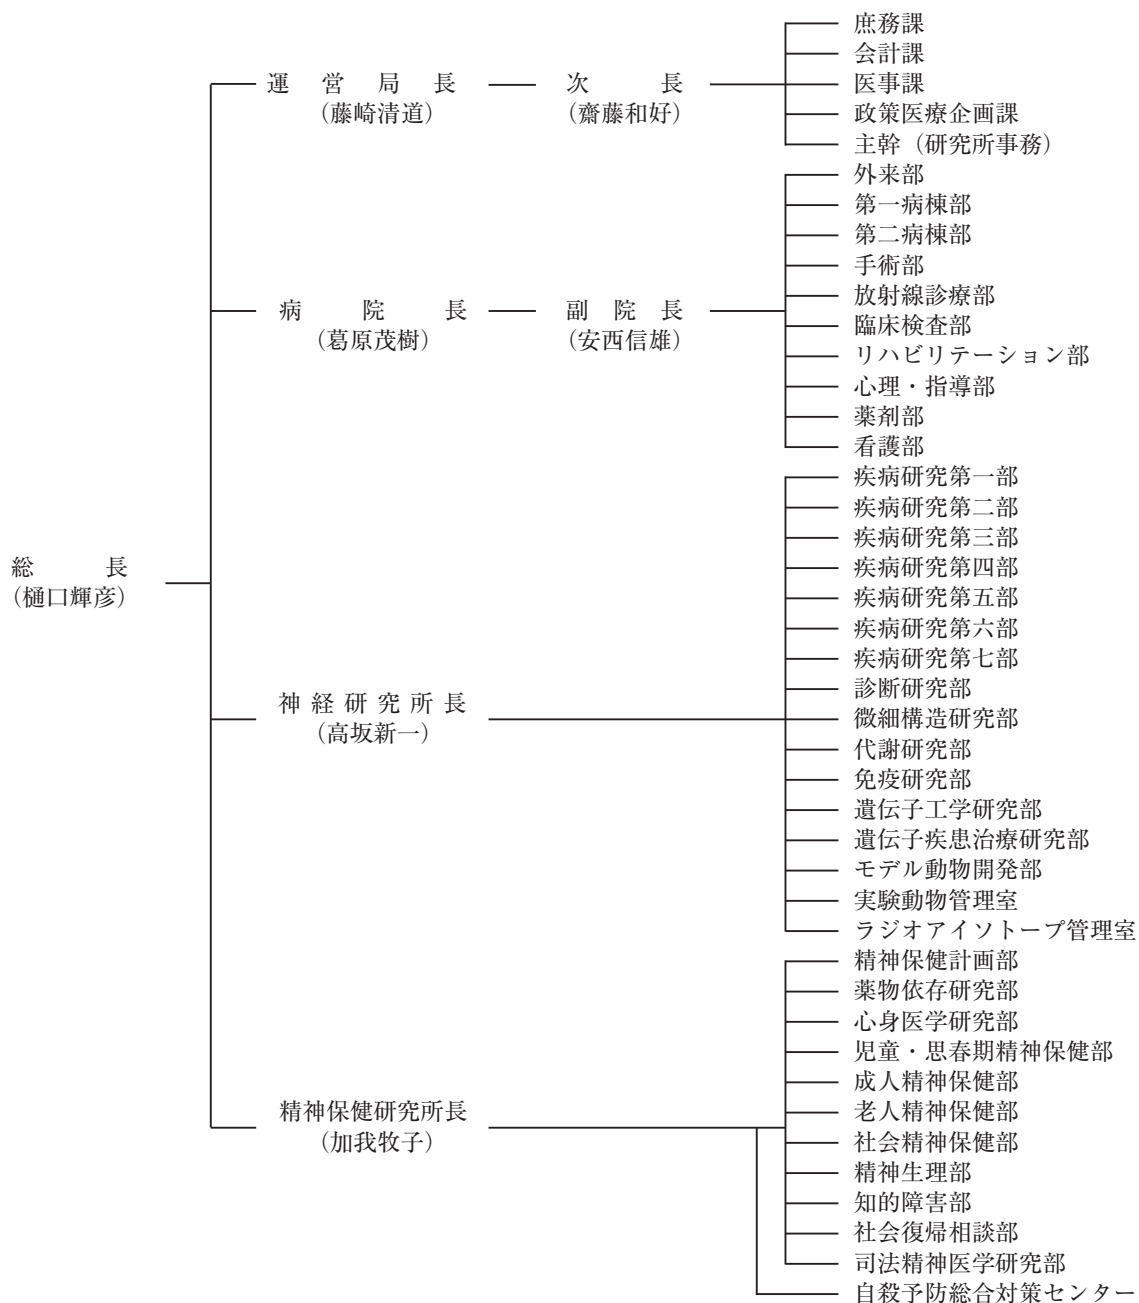 総長
（樋口輝彦）
運営局長
（藤崎清道）
次長
（齋藤和好）
庶務課
会計課
医事課
政策医療企画課
主幹（研究所事務）
病院長
（葛原茂樹）
副院長
（安西信雄）
外来部
第一病棟部
第二病棟部
手術部
放射線診療部
臨床検査部
リハビリテーション部
心理・指導部
薬剤部
看護部
神経研究所長
（高坂新一）
疾病研究第一部
疾病研究第二部
疾病研究第三部
疾病研究第四部
疾病研究第五部
疾病研究第六部
疾病研究第七部
診断研究部
微細構造研究部
代謝研究部
免疫研究部
遺伝子工学研究部
遺伝子疾患治療研究部
モデル動物開発部
実験動物管理室
ラジオアイソトープ管理室
精神保健研究所長
（加我牧子）
精神保健計画部
薬物依存研究部
心身医学研究部
児童・思春期精神保健部
成人精神保健部
老人精神保健部
社会精神保健部
精神生理部
知的障害部
社会復帰相談部
司法精神医学研究部
自殺予防総合対策センター